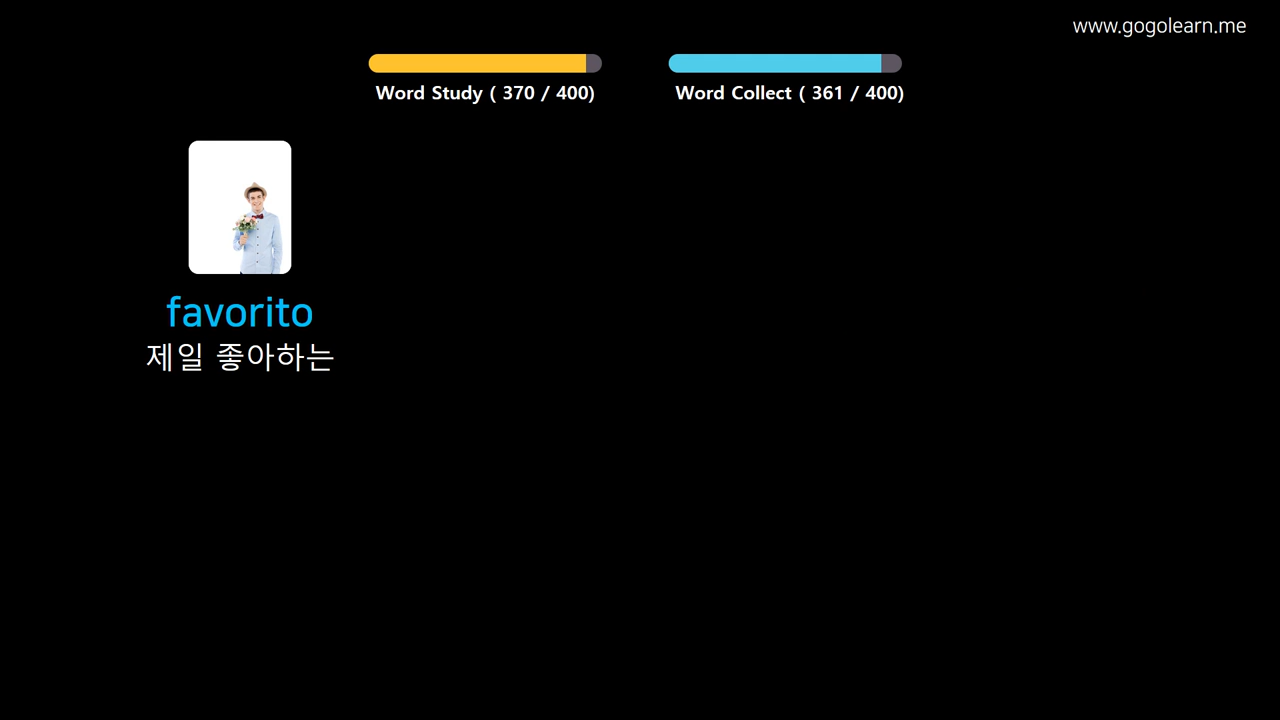 www.gogolearn.me
Word Study ( 370 / 400)
Word Collect ( 361 / 400)
favorito
제일 좋아하는